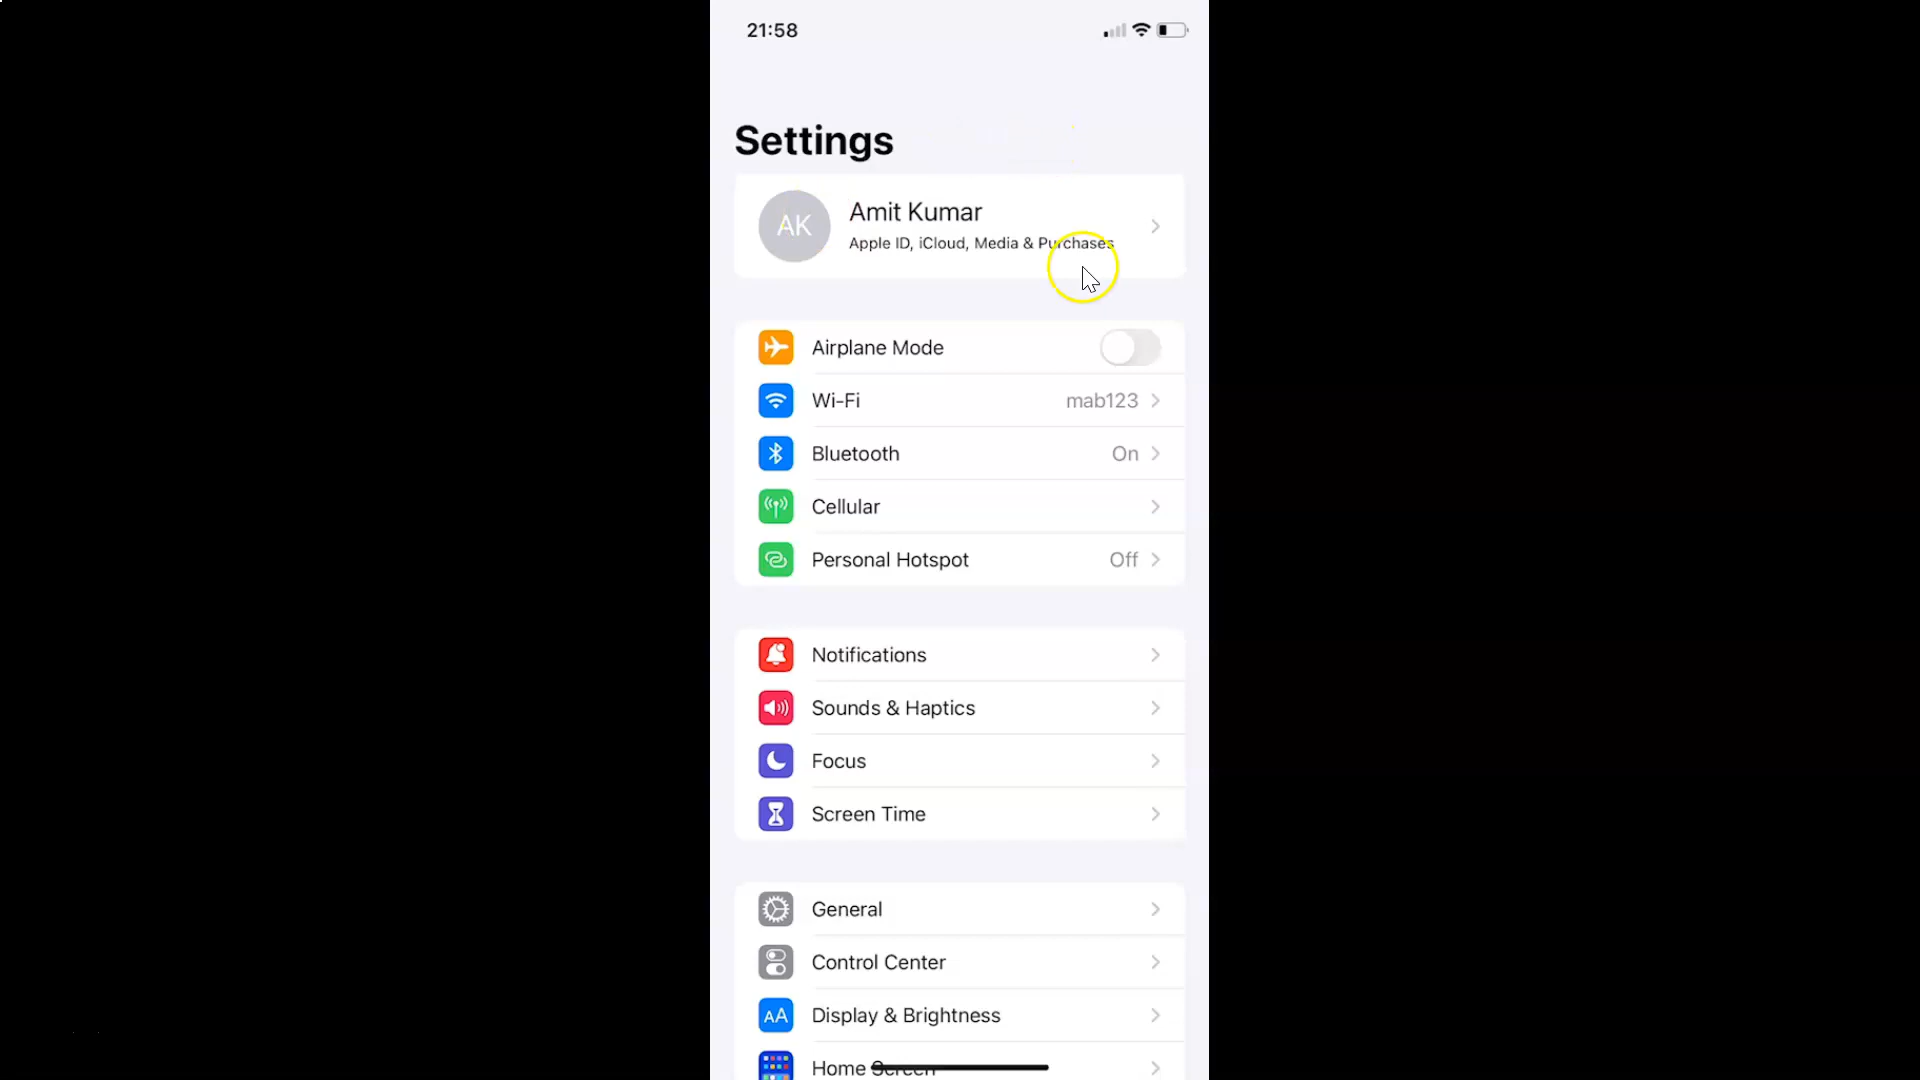 21:58
Settings
AK
Amit Kumar
Apple ID, iCloud, Media & Purchases
Airplane Mode
Wi-Fi mab123
Bluetooth On
Cellular
Personal Hotspot Off
Notifications
Sounds & Haptics
Focus
Screen Time
General
Control Center
AA Display & Brightness
Home Screen